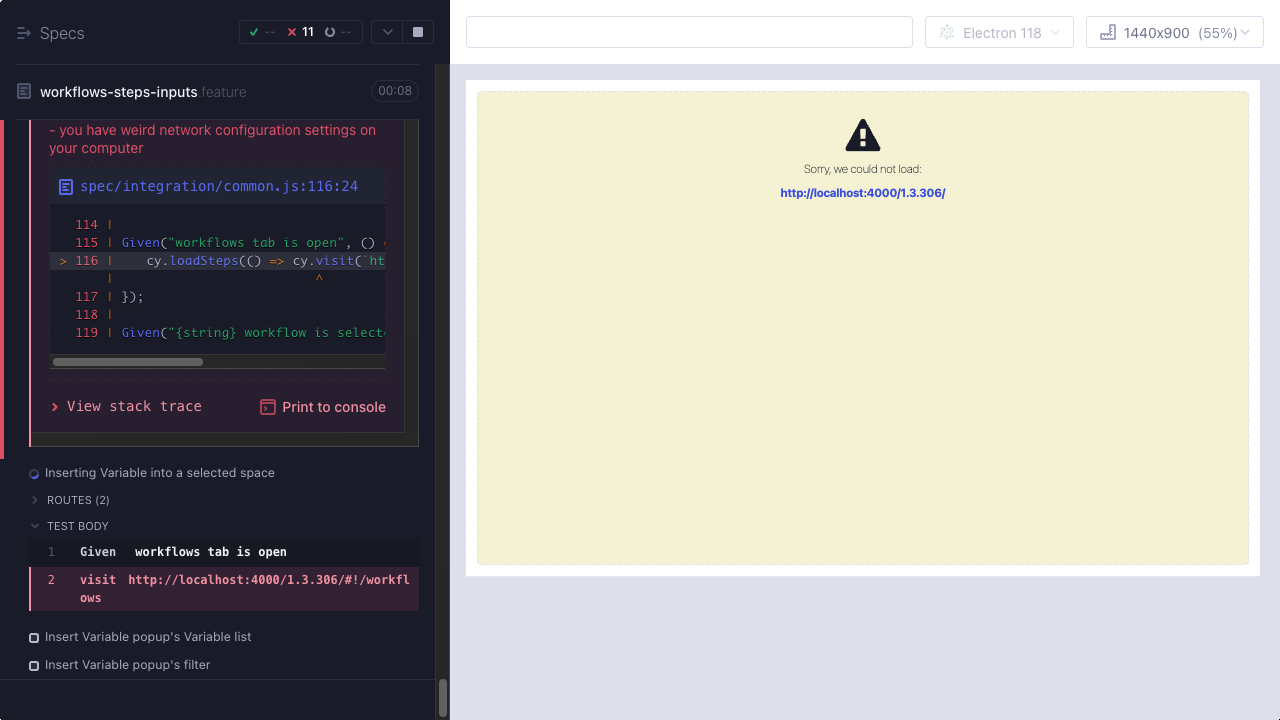 Specs
-- 11 --
workflows-steps-inputs.feature
00:08
- you have weird network configuration settings on
your computer
spec/integration/common.js:116:24
114 |
115 | Given("workflows tab is open", () =
> 116 | cy.loadSteps(() => cy.visit(`ht
| ^
117 | });
118 |
119 | Given("{string} workflow is select
View stack trace
Print to console
Inserting Variable into a selected space
ROUTES (2)
TEST BODY
1 Given workflows tab is open
2 visit http://localhost:4000/1.3.306/#!/workfl
ows
Insert Variable popup's Variable list
Insert Variable popup's filter
Electron 118
1440x900 (55%)
Sorry, we could not load:
http://localhost:4000/1.3.306/